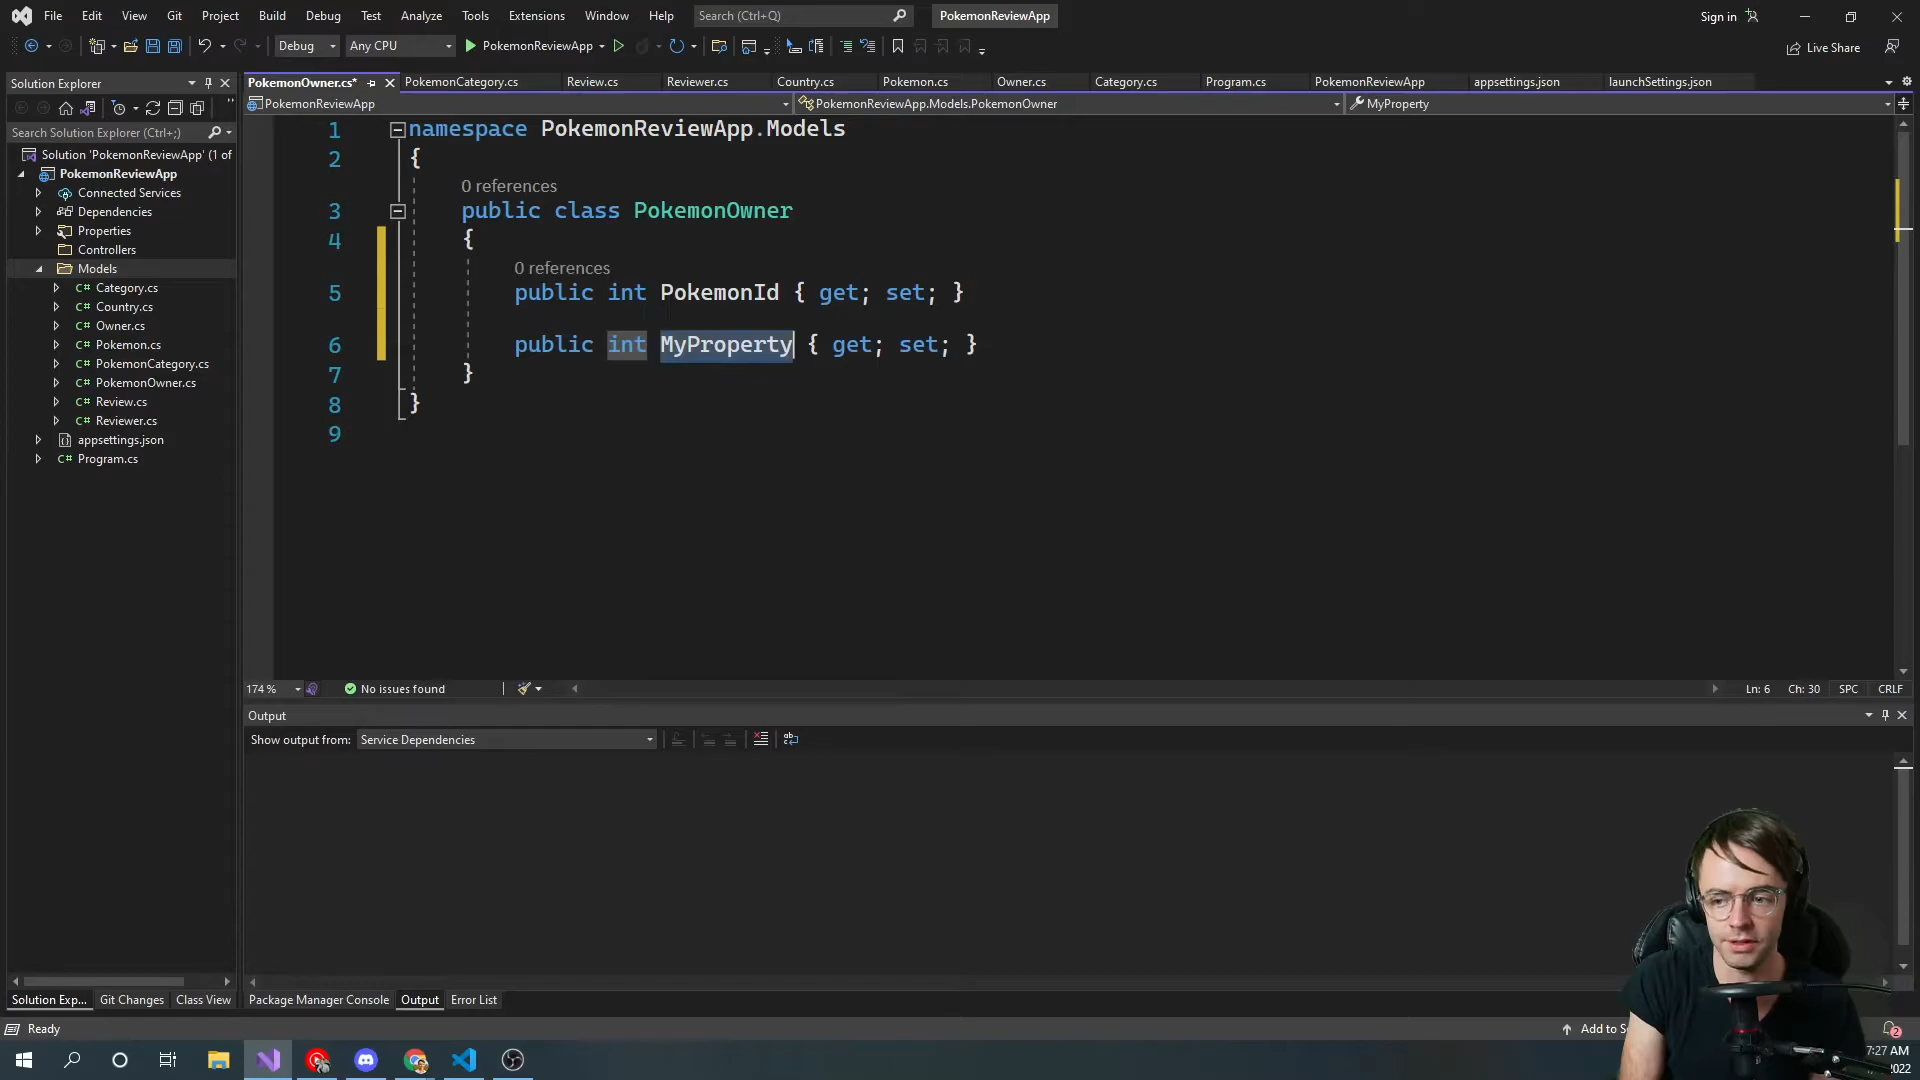 File Edit View Git Project Build Debug Test Analyze Tools Extensions Window Help Search (Ctrl+Q) PokemonReviewApp Sign in
Debug Any CPU PokemonReviewApp Live Share
Solution Explorer
Search Solution Explorer (Ctrl+;)
Solution 'PokemonReviewApp' (1 of
PokemonReviewApp
Connected Services
Dependencies
Properties
Controllers
Models
C# Category.cs
C# Country.cs
C# Owner.cs
C# Pokemon.cs
C# PokemonCategory.cs
C# PokemonOwner.cs
C# Review.cs
C# Reviewer.cs
appsettings.json
C# Program.cs
Solution Exp... Git Changes Class View
PokemonOwner.cs* PokemonCategory.cs Review.cs Reviewer.cs Country.cs Pokemon.cs Owner.cs Category.cs Program.cs PokemonReviewApp appsettings.json launchSettings.json
PokemonReviewApp PokemonReviewApp.Models.PokemonOwner MyProperty
1 namespace PokemonReviewApp.Models
2 {
0 references
3 public class PokemonOwner
4 {
0 references
5 public int PokemonId { get; set; }
6 public int MyProperty { get; set; }
7 }
8 }
9
174 % No issues found Ln: 6 Ch: 30 SPC CRLF
Output
Show output from: Service Dependencies
Package Manager Console Output Error List
Ready Add to S
2
7:27 AM
2022